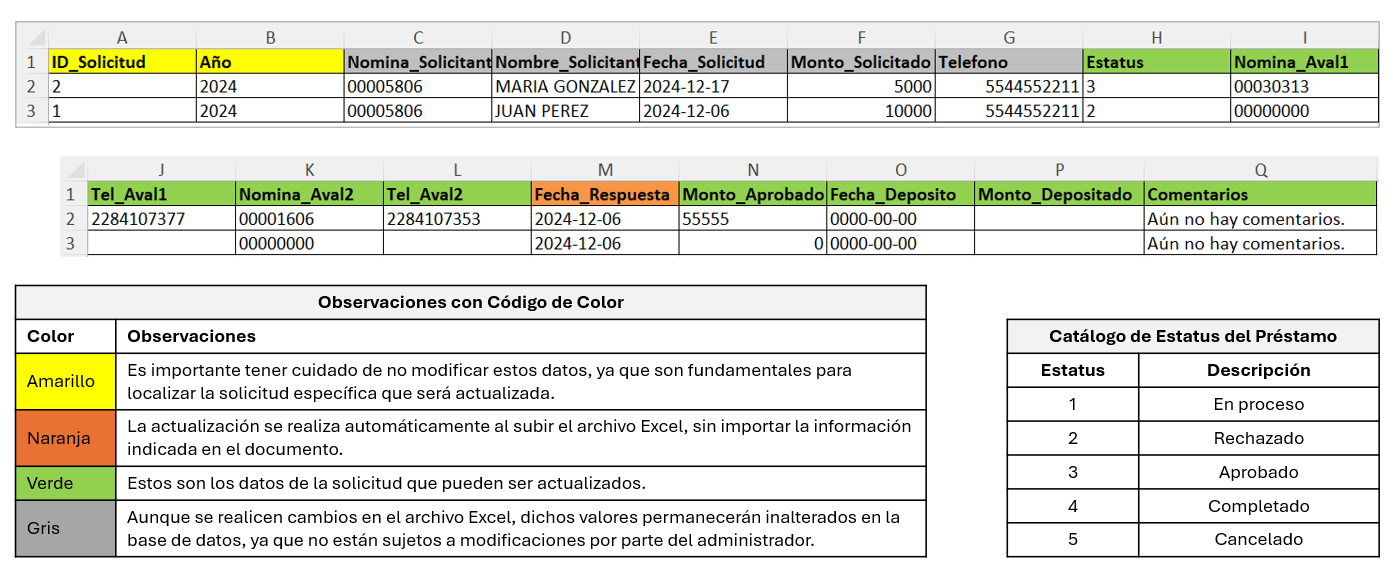 A B C D E F G H I
1 ID_Solicitud Año Nomina_Solicitant Nombre_Solicitant Fecha_Solicitud Monto_Solicitado Telefono Estatus Nomina_Aval1
2 2 2024 00005806 MARIA GONZALEZ 2024-12-17 5000 5544552211 3 00030313
3 1 2024 00005806 JUAN PEREZ 2024-12-06 10000 5544552211 2 00000000
J K L M N O P Q
1 Tel_Aval1 Nomina_Aval2 Tel_Aval2 Fecha_Respuesta Monto_Aprobado Fecha_Deposito Monto_Depositado Comentarios
2 2284107377 00001606 2284107353 2024-12-06 55555 0000-00-00 Aún no hay comentarios.
3 00000000 2024-12-06 0 0000-00-00 Aún no hay comentarios.
Observaciones con Código de Color
Color Observaciones
Amarillo
Es importante tener cuidado de no modificar estos datos, ya que son fundamentales para
localizar la solicitud específica que será actualizada.
Naranja
La actualización se realiza automáticamente al subir el archivo Excel, sin importar la información
indicada en el documento.
Verde Estos son los datos de la solicitud que pueden ser actualizados.
Gris
Aunque se realicen cambios en el archivo Excel, dichos valores permanecerán inalterados en la
base de datos, ya que no están sujetos a modificaciones por parte del administrador.
Catálogo de Estatus del Préstamo
Estatus Descripción
1 En proceso
2 Rechazado
3 Aprobado
4 Completado
5 Cancelado